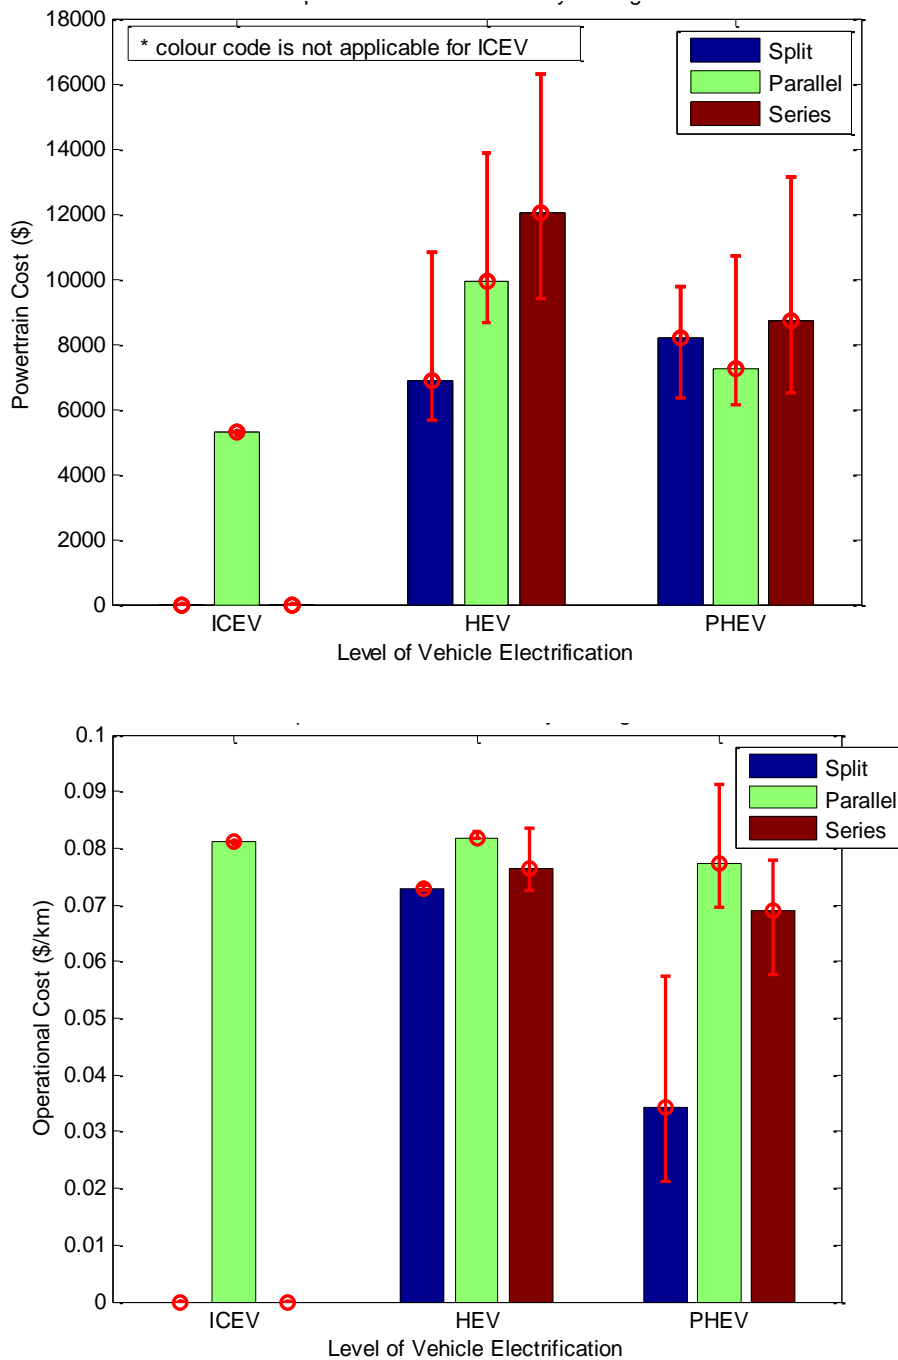 18000
16000
14000
12000
10000
8000
6000
4000
2000
0
Powertrain Cost ($)
* colour code is not applicable for ICEV
Split
Parallel
Series
ICEV HEV PHEV
Level of Vehicle Electrification
0.1
0.09
0.08
0.07
0.06
0.05
0.04
0.03
0.02
0.01
0
Operational Cost ($/km)
Split
Parallel
Series
ICEV HEV PHEV
Level of Vehicle Electrification